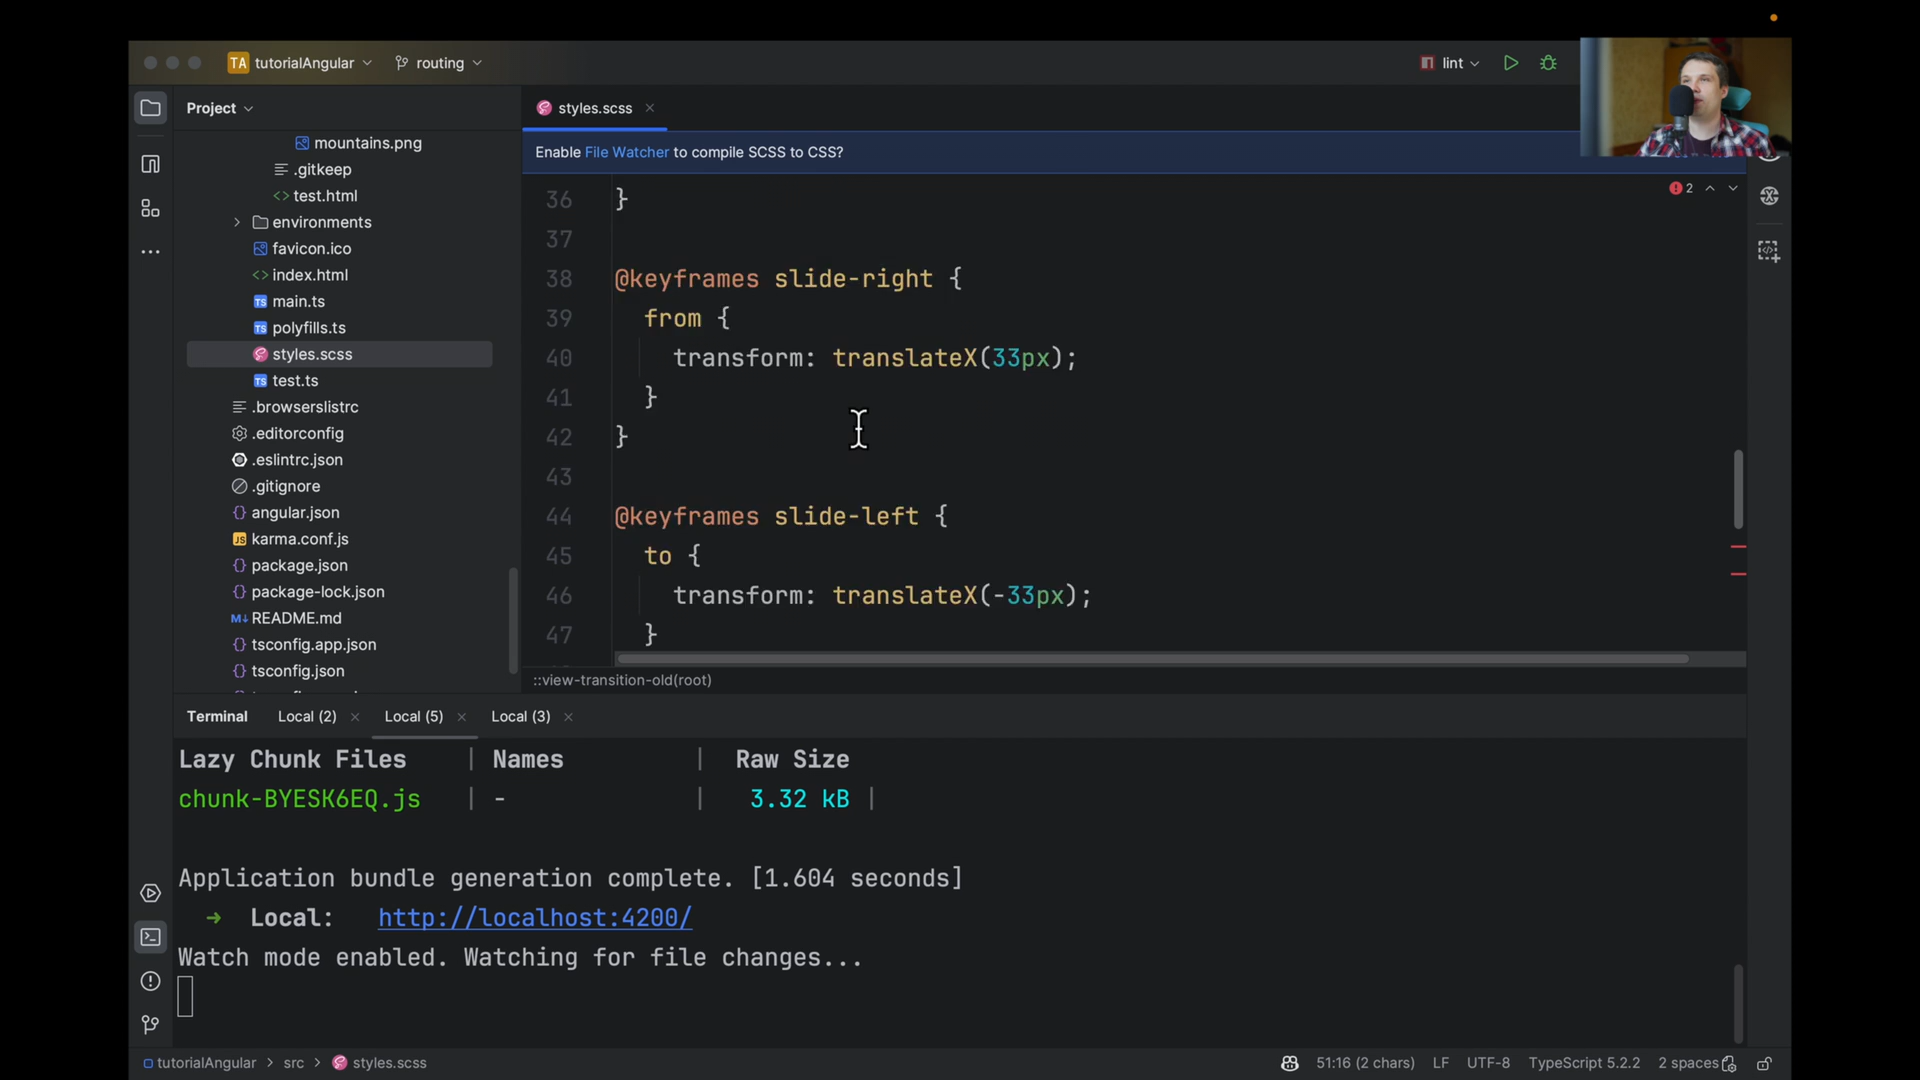 TA tutorialAngular
routing
lint
Project
styles.scss
mountains.png
.gitkeep
<> test.html
environments
favicon.ico
<> index.html
TS main.ts
TS polyfills.ts
styles.scss
TS test.ts
.browserslistrc
.editorconfig
.eslintrc.json
.gitignore
{} angular.json
JS karma.conf.js
{} package.json
{} package-lock.json
M↓ README.md
{} tsconfig.app.json
{} tsconfig.json
Enable File Watcher to compile SCSS to CSS?
2
36 }
37
38 @keyframes slide-right {
39 from {
40 transform: translateX(33px);
41 }
42 }
43
44 @keyframes slide-left {
45 to {
46 transform: translateX(-33px);
47 }
::view-transition-old(root)
Terminal Local (2) Local (5) Local (3)
Lazy Chunk Files | Names | Raw Size
chunk-BYESK6EQ.js | - | 3.32 kB |
Application bundle generation complete. [1.604 seconds]
➜ Local: http://localhost:4200/
Watch mode enabled. Watching for file changes...
tutorialAngular > src > styles.scss
51:16 (2 chars) LF UTF-8 TypeScript 5.2.2 2 spaces